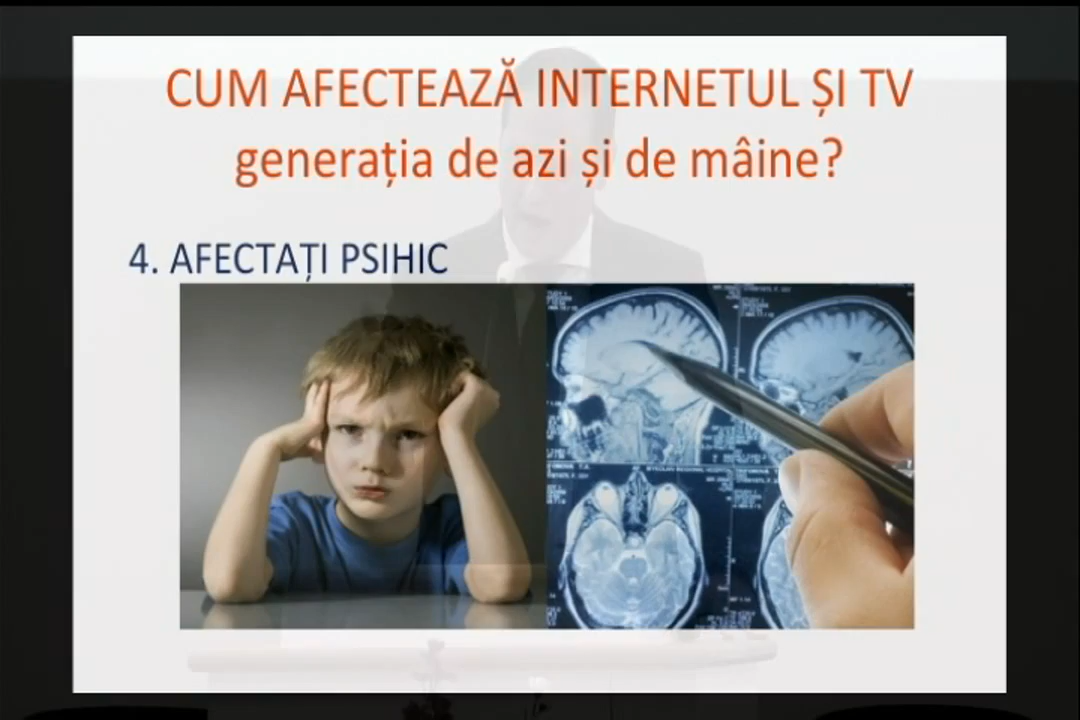 CUM AFECTEAZĂ INTERNETUL ȘI TV
generația de azi și de mâine?
4. AFECTAȚI PSIHIC